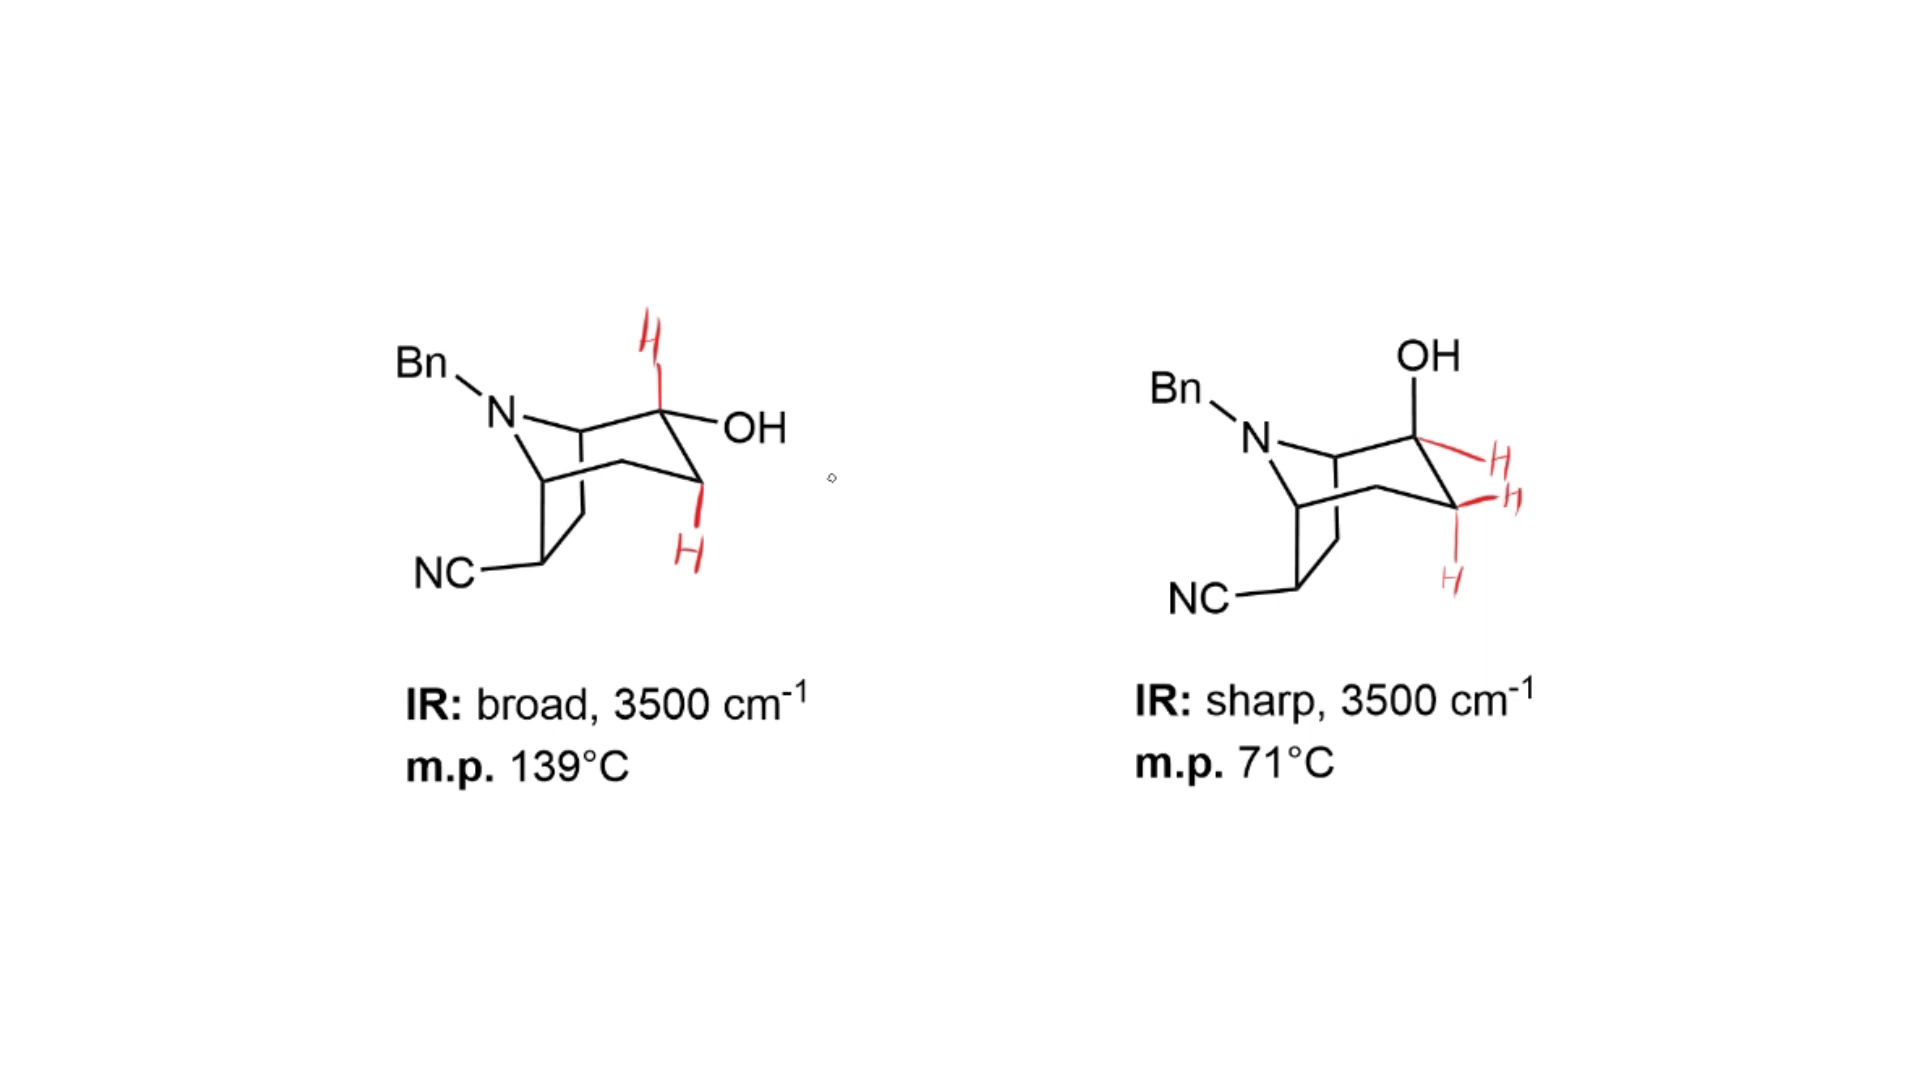 H
Bn
N
OH
H
NC
IR: broad, 3500 cm-1
m.p. 139°C
OH
Bn
N
H
H
H
NC
IR: sharp, 3500 cm-1
m.p. 71°C